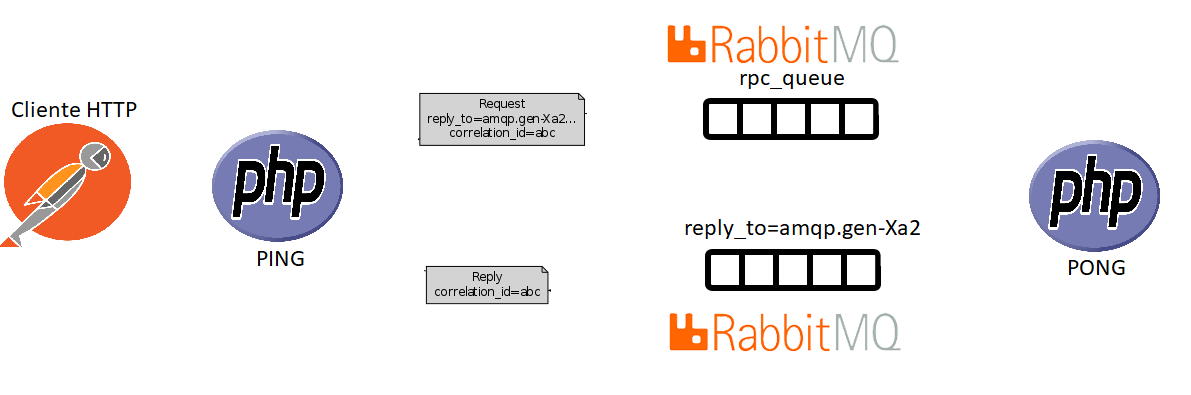 Cliente HTTP
php
PING
Request
reply_to=amqp.gen-Xa2...
correlation_id=abc
Reply
correlation_id=abc
RabbitMQ
rpc_queue
reply_to=amqp.gen-Xa2
RabbitMQ
php
PONG